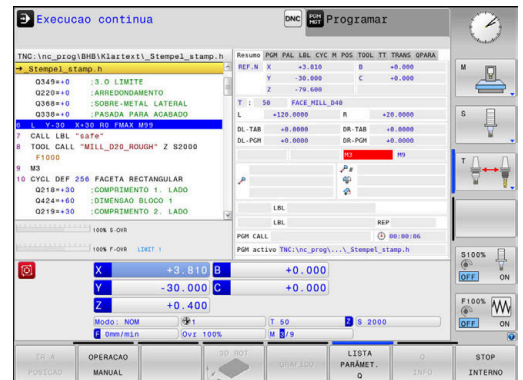 Execucao continua
DNC
PGM MGT
Programar
TNC:\nc_prog\BHB\Klartext\_Stempel_stamp.h
→_Stempel_stamp.h
Q349=+0 ;3.O LIMITE
Q220=+0 ;ARREDONDAMENTO
Q368=+0 ;SOBRE-METAL LATERAL
Q338=+0 ;PASADA PARA ACABADO
6 L Y-30 X+30 R0 FMAX M99
7 CALL LBL "safe"
8 TOOL CALL "MILL_D20_ROUGH" Z S2000
F1000
9 M3
10 CYCL DEF 256 FACETA RECTANGULAR
Q218=+30 ;COMPRIMENTO 1. LADO
Q424=+60 ;DIMENSAO BLOCO 1
Q219=+30 ;COMPRIMENTO 2. LADO
100% S-OVR
100% F-OVR LIMIT 1
Resumo PGM PAL LBL CYC M POS TOOL TT TRANS QPARA
REF.N X +3.810 B +0.000
Y -30.000 C +0.000
Z -79.600
T : 50 FACE_MILL_D40
L +120.0000 R +20.0000
DL-TAB +0.0000 DR-TAB +0.0000
DL-PGM +0.0000 DR-PGM +0.0000
M3 M9
LBL
LBL REP
PGM CALL 00:00:06
PGM activo TNC:\nc_prog\...\_Stempel_stamp.h
X +3.810 B +0.000
Y -30.000 C +0.000
Z +0.400
Modo: NOM 1 T 50 Z S 2000
F 0mm/min Ovr 100% M 3/9
M
S
T
S100%
OFF ON
F100%
OFF ON
IR A POSICAO
OPERACAO MANUAL
3D ROT
GRAFICO
LISTA PARÂMET. Q
Q INFO
STOP INTERNO